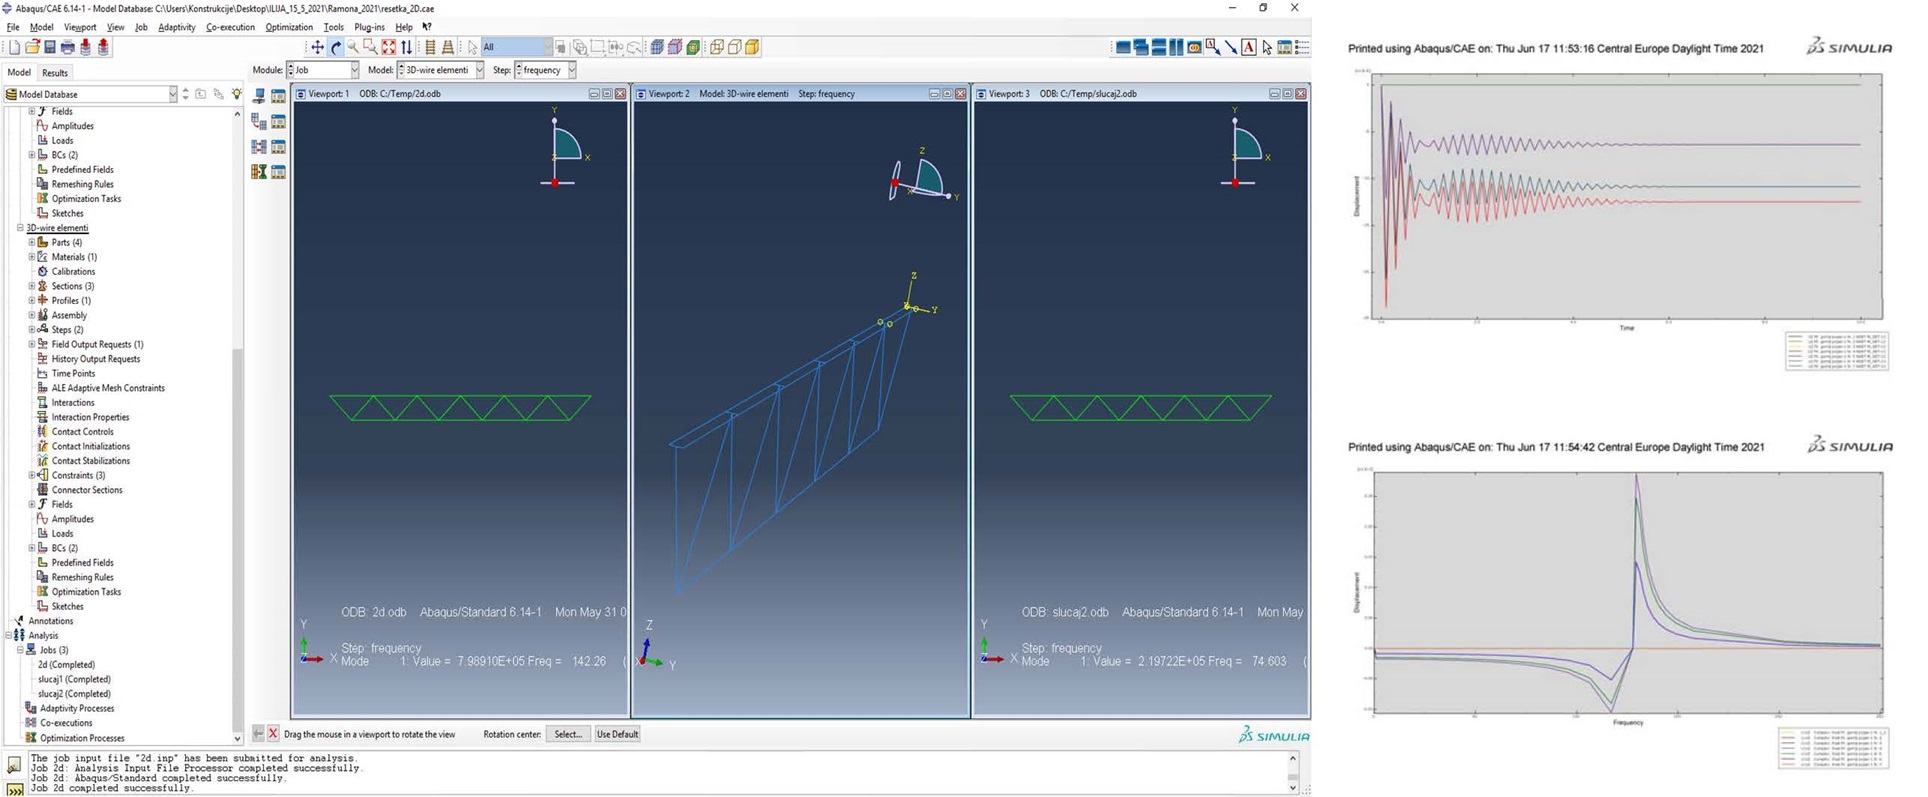 Abaqus/CAE 6.14-1 - Model Database: C:\Users\Konstrukcije\Desktop\ILIJA_15_5_2021\Ramona_2021\resetka_2D.cae
File Model Viewport View Job Adaptivity Co-execution Optimization Tools Plug-ins Help
All
Model Results
Module: Job Model: 3D-wire elementi Step: frequency
Model Database
Fields
Amplitudes
Loads
BCs (2)
Predefined Fields
Remeshing Rules
Optimization Tasks
Sketches
3D-wire elementi
Parts (4)
Materials (1)
Calibrations
Sections (3)
Profiles (1)
Assembly
Steps (2)
Field Output Requests (1)
History Output Requests
Time Points
ALE Adaptive Mesh Constraints
Interactions
Interaction Properties
Contact Controls
Contact Initializations
Contact Stabilizations
Constraints (3)
Connector Sections
Fields
Amplitudes
Loads
BCs (2)
Predefined Fields
Remeshing Rules
Optimization Tasks
Sketches
Annotations
Analysis
Jobs (3)
2d (Completed)
slucaj1 (Completed)
slucaj2 (Completed)
Adaptivity Processes
Co-executions
Optimization Processes
Viewport: 1 ODB: C:/Temp/2d.odb
Y
X
Z
ODB: 2d.odb Abaqus/Standard 6.14-1 Mon May 31 0
Y
X
Step: frequency
Mode 1: Value = 7.98910E+05 Freq = 142.26 (
Viewport: 2 Model: 3D-wire elementi Step: frequency
Z
X
Y
Z
Y
Z
X
Y
Viewport: 3 ODB: C:/Temp/slucaj2.odb
Y
X
ODB: slucaj2.odb Abaqus/Standard 6.14-1 Mon May
Y
X
Step: frequency
Mode 1: Value = 2.19722E+05 Freq = 74.603 (
Drag the mouse in a viewport to rotate the view Rotation center: Select... Use Default
SIMULIA
The job input file "2d.inp" has been submitted for analysis.
Job 2d: Analysis Input File Processor completed successfully.
Job 2d: Abaqus/Standard completed successfully.
Job 2d completed successfully.
Printed using Abaqus/CAE on: Thu Jun 17 11:53:16 Central Europe Daylight Time 2021
SIMULIA
Displacement
Time
Printed using Abaqus/CAE on: Thu Jun 17 11:54:42 Central Europe Daylight Time 2021
SIMULIA
Displacement
Frequency